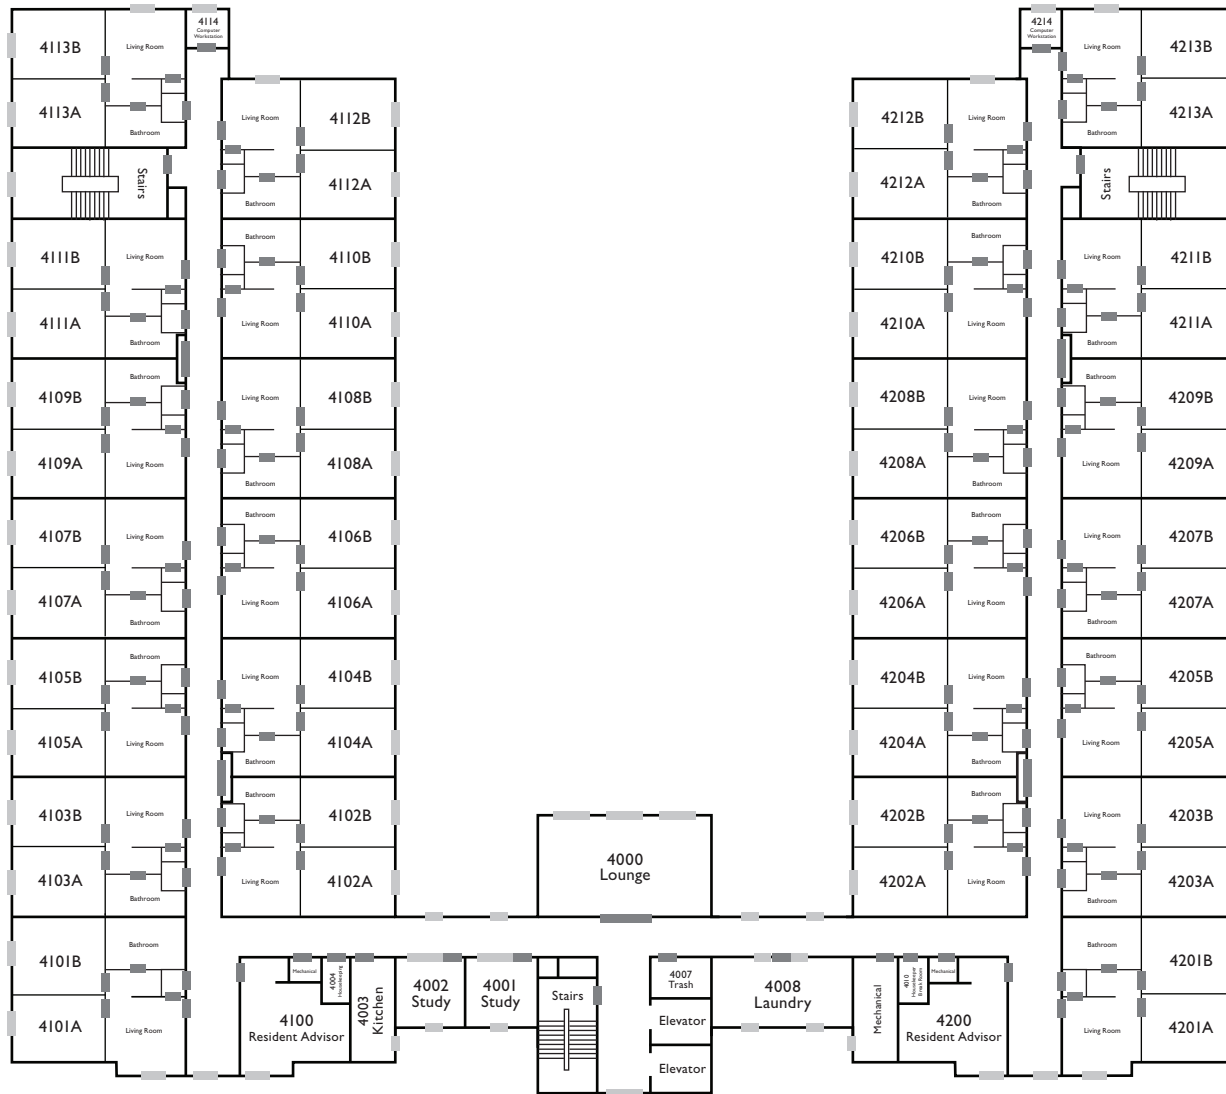 4114
Computer
Workstation
4113B
Living Room
4113A
Bathroom
Stairs
Living Room
4112B
4112A
Bathroom
4111B
Living Room
4111A
Bathroom
Bathroom
4110B
4110A
Living Room
Bathroom
4109B
4109A
Living Room
Living Room
4108B
4108A
Bathroom
4107B
Living Room
4107A
Bathroom
Bathroom
4106B
4106A
Living Room
Bathroom
4105B
4105A
Living Room
Living Room
4104B
4104A
Bathroom
4103B
Living Room
4103A
Bathroom
Bathroom
4102B
4102A
Living Room
Bathroom
4101B
4101A
Living Room
4214
Computer
Workstation
Living Room
4213B
4213A
Bathroom
Stairs
4212B
Living Room
4212A
Bathroom
Living Room
4211B
4211A
Bathroom
Bathroom
4210B
4210A
Living Room
Bathroom
4209B
4209A
Living Room
4208B
Living Room
4208A
Bathroom
Living Room
4207B
4207A
Bathroom
Bathroom
4206B
4206A
Living Room
Bathroom
4205B
4205A
Living Room
4204B
Living Room
4204A
Bathroom
Living Room
4203B
4203A
Bathroom
Bathroom
4202B
4202A
Living Room
Bathroom
4201B
4201A
Living Room
4000
Lounge
Mechanical
4004
Housekeeping
4100
Resident Advisor
4003
Kitchen
4002
Study
4001
Study
Stairs
4007
Trash
Elevator
Elevator
4008
Laundry
Mechanical
4010
Housekeeper
Break Room
Mechanical
4200
Resident Advisor